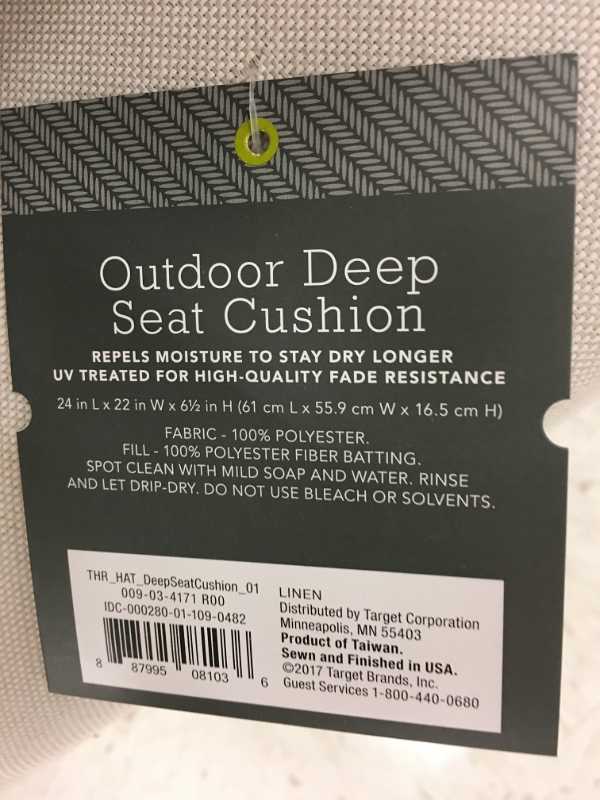 Outdoor Deep
Seat Cushion
REPELS MOISTURE TO STAY DRY LONGER
UV TREATED FOR HIGH-QUALITY FADE RESISTANCE
24 in L x 22 in W x 6½ in H (61 cm L x 55.9 cm W x 16.5 cm H)
FABRIC - 100% POLYESTER.
FILL - 100% POLYESTER FIBER BATTING.
SPOT CLEAN WITH MILD SOAP AND WATER. RINSE
AND LET DRIP-DRY. DO NOT USE BLEACH OR SOLVENTS.
THR_HAT_DeepSeatCushion_01
009-03-4171 R00
IDC-000280-01-109-0482
8 87995 08103 6
LINEN
Distributed by Target Corporation
Minneapolis, MN 55403
Product of Taiwan.
Sewn and Finished in USA.
©2017 Target Brands, Inc.
Guest Services 1-800-440-0680